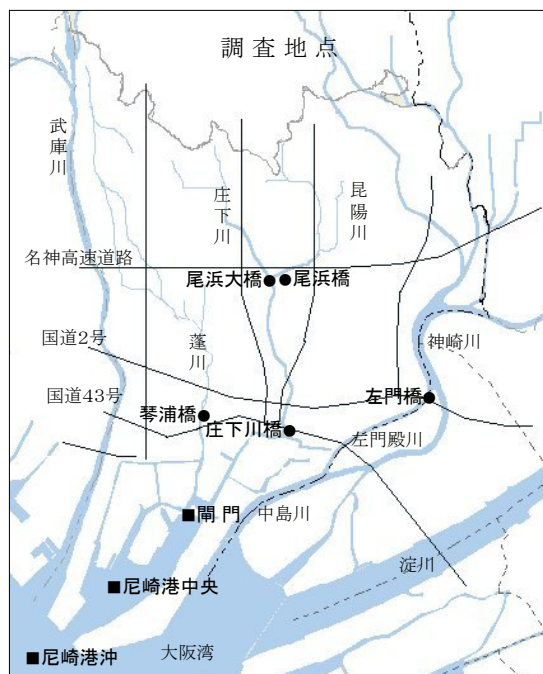 調査地点
武庫川
庄下川
昆陽川
名神高速道路
尾浜大橋●
●尾浜橋
国道2号
蓬川
神崎川
国道43号
琴浦橋
左門橋
庄下川橋
左門殿川
■閘門
中島川
淀川
■尼崎港中央
■尼崎港沖
大阪湾